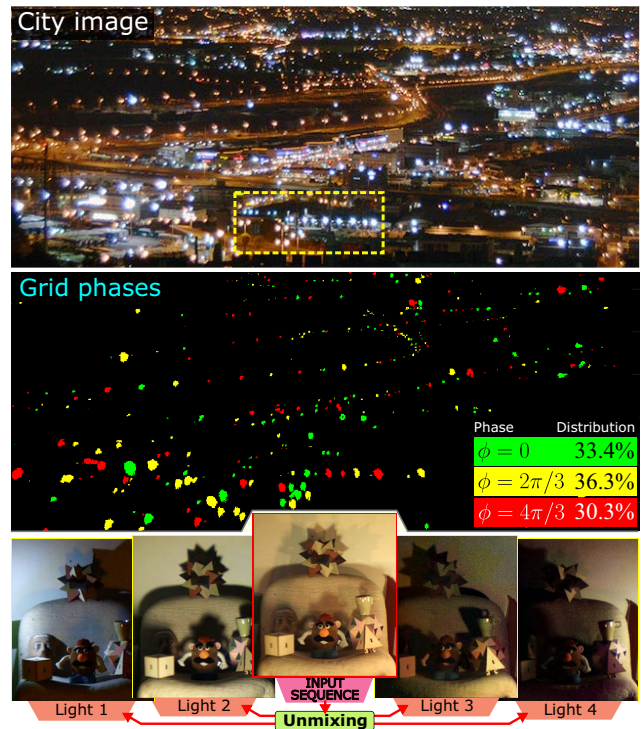 City image
Grid phases
Phase Distribution
ϕ = 0 33.4%
ϕ = 2π/3 36.3%
ϕ = 4π/3 30.3%
INPUT
SEQUENCE
Light 1 Light 2 Light 3 Light 4
Unmixing